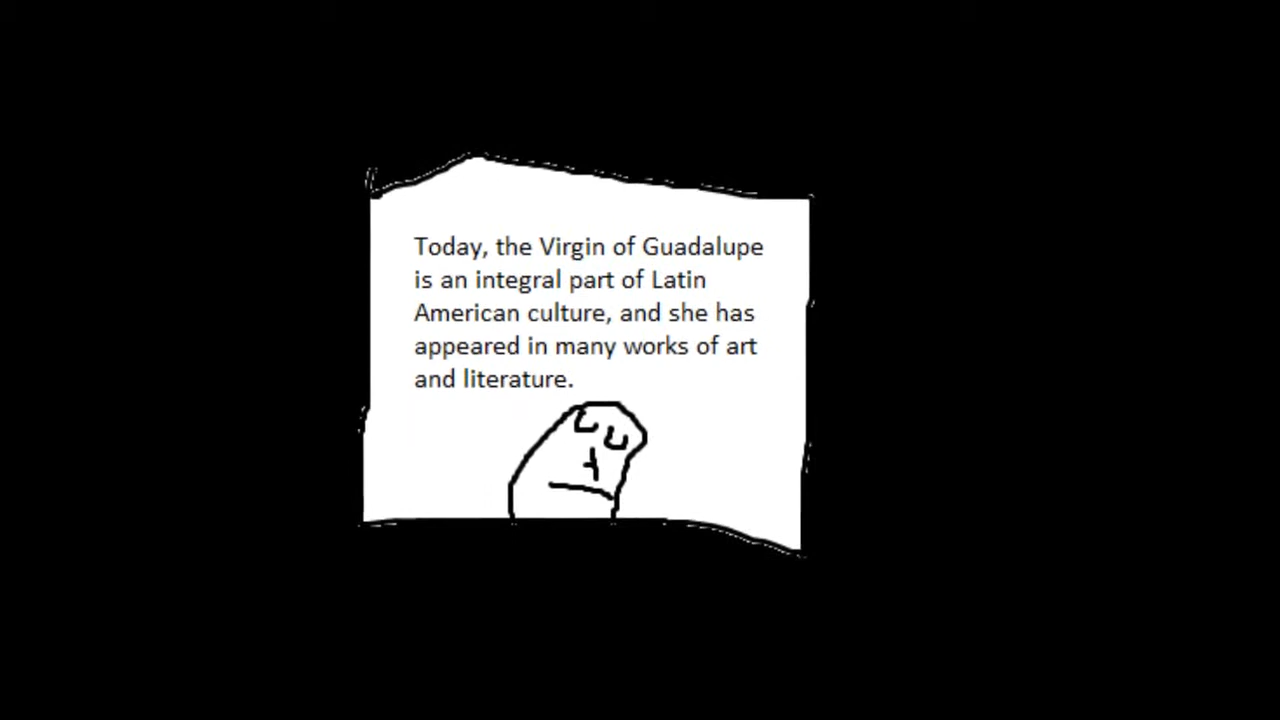 Today, the Virgin of Guadalupe
is an integral part of Latin
American culture, and she has
appeared in many works of art
and literature.